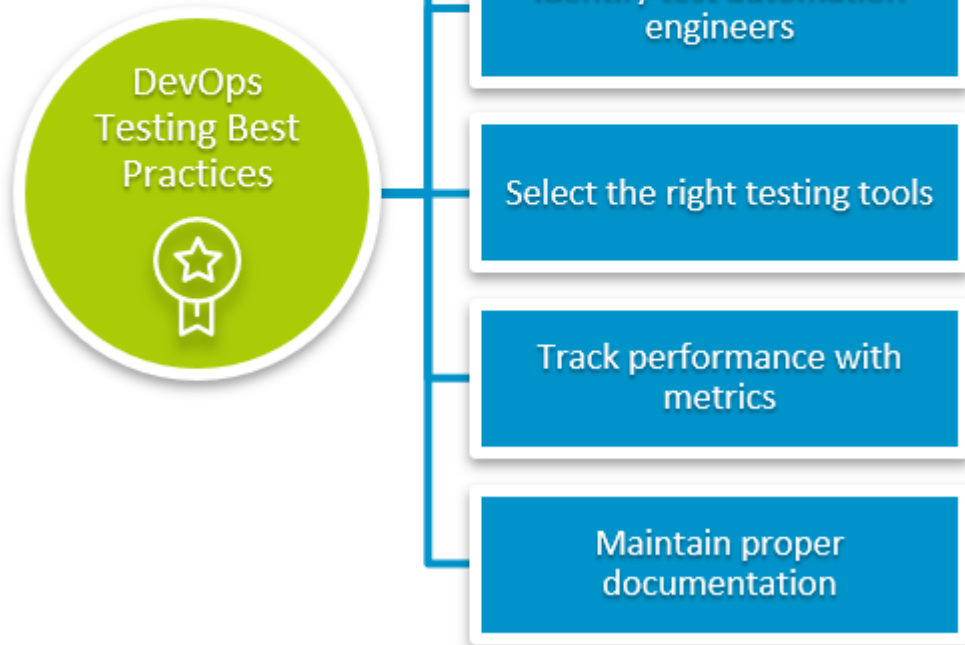 DevOps
Testing Best
Practices
engineers
Select the right testing tools
Track performance with
metrics
Maintain proper
documentation